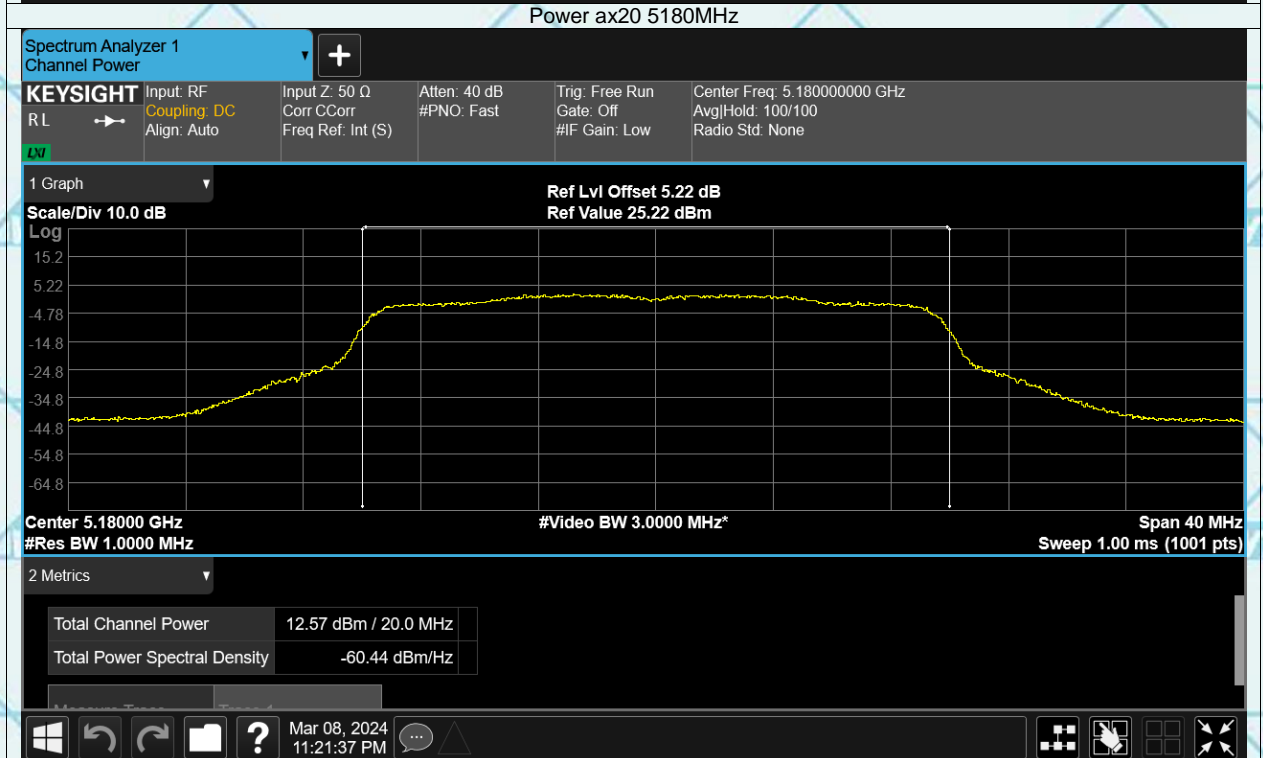 Power ax20 5180MHz
Spectrum Analyzer 1
Channel Power
KEYSIGHT
R L
LXI
Input: RF
Coupling: DC
Align: Auto
Input Z: 50 Ω
Corr CCorr
Freq Ref: Int (S)
Atten: 40 dB
#PNO: Fast
Trig: Free Run
Gate: Off
#IF Gain: Low
Center Freq: 5.180000000 GHz
Avg|Hold: 100/100
Radio Std: None
1 Graph
Scale/Div 10.0 dB
Ref Lvl Offset 5.22 dB
Ref Value 25.22 dBm
Log
15.2
5.22
-4.78
-14.8
-24.8
-34.8
-44.8
-54.8
-64.8
Center 5.18000 GHz
#Res BW 1.0000 MHz
#Video BW 3.0000 MHz*
Span 40 MHz
Sweep 1.00 ms (1001 pts)
2 Metrics
Total Channel Power 12.57 dBm / 20.0 MHz
Total Power Spectral Density -60.44 dBm/Hz
?
Mar 08, 2024
11:21:37 PM